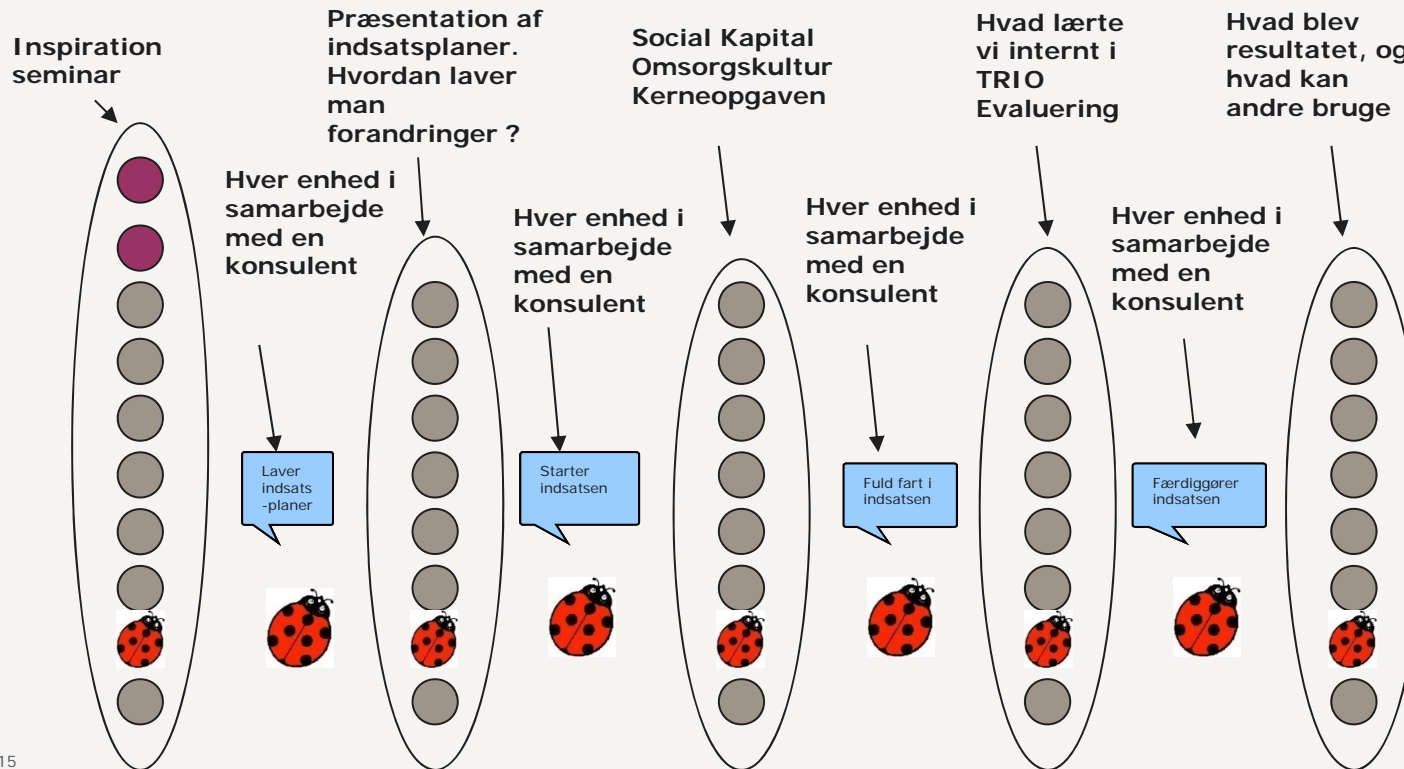 Inspiration
seminar
Præsentation af
indsatsplaner.
Hvordan laver
man
forandringer ?
Social Kapital
Omsorgskultur
Kerneopgaven
Hvad lærte
vi internt i
TRIO
Evaluering
Hvad blev
resultatet, og
hvad kan
andre bruge
Hver enhed i
samarbejde
med en
konsulent
Hver enhed i
samarbejde
med en
konsulent
Hver enhed i
samarbejde
med en
konsulent
Hver enhed i
samarbejde
med en
konsulent
Laver
indsats
-planer
Starter
indsatsen
Fuld fart i
indsatsen
Færdiggører
indsatsen
15